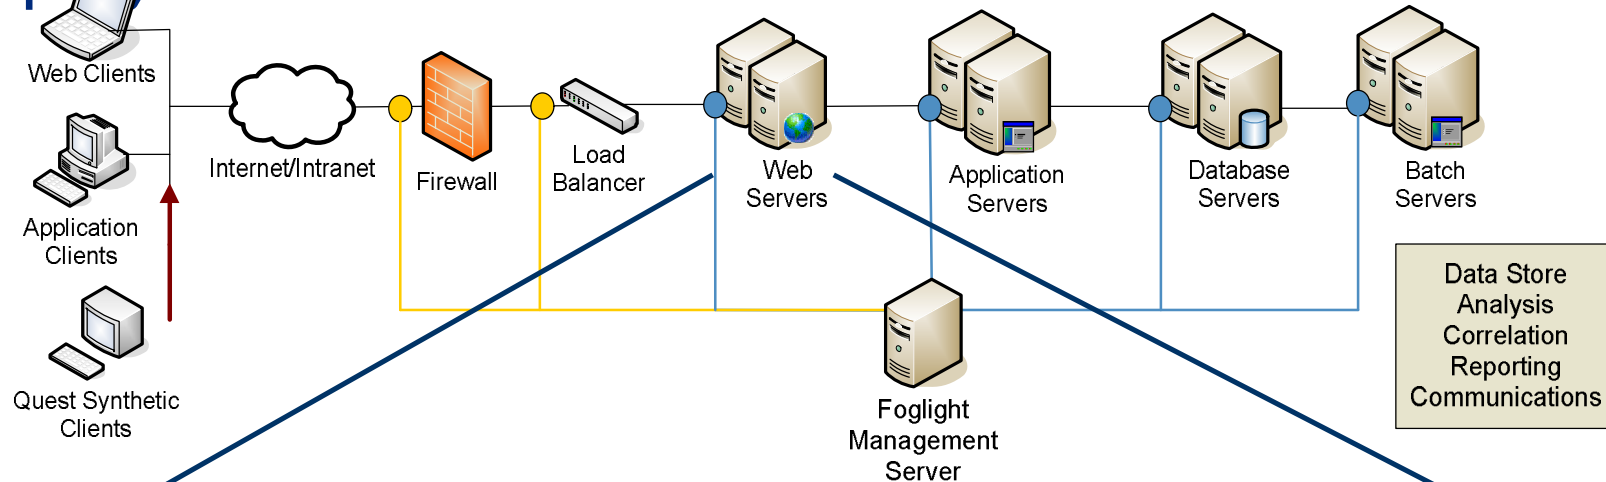 Web Clients
Internet/Intranet
Firewall
Load
Balancer
Web
Servers
Application
Servers
Database
Servers
Batch
Servers
Application
Clients
Quest Synthetic
Clients
Foglight
Management
Server
Data Store
Analysis
Correlation
Reporting
Communications